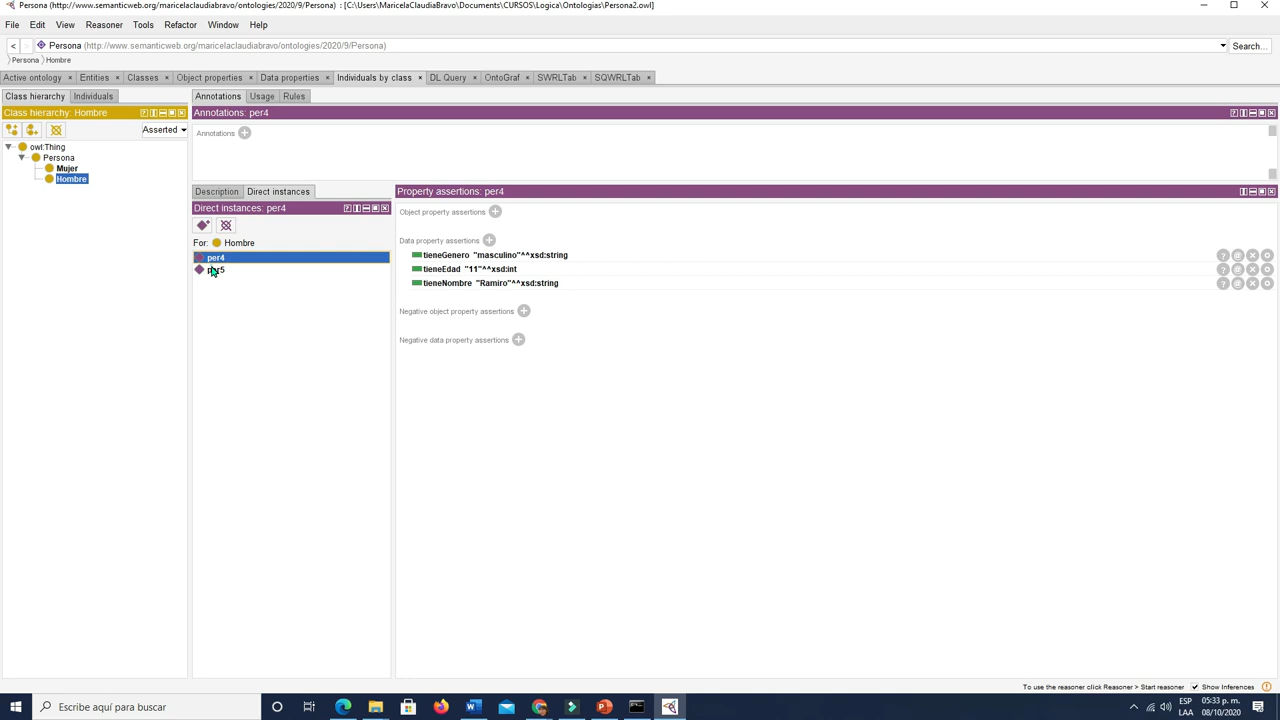 Persona (http://www.semanticweb.org/maricelaclaudiabravo/ontologies/2020/9/Persona) : [C:\Users\MaricelaClaudiaBravo\Documents\CURSOS\Logica\Ontologias\Persona2.owl]
File Edit View Reasoner Tools Refactor Window Help
< > Persona (http://www.semanticweb.org/maricelaclaudiabravo/ontologies/2020/9/Persona) Search...
Persona Hombre
Active ontology × Entities × Classes × Object properties × Data properties × Individuals by class × DL Query × OntoGraf × SWRLTab × SQWRLTab ×
Class hierarchy Individuals
Annotations Usage Rules
Class hierarchy: Hombre
Annotations: per4
Asserted
Annotations
owl:Thing
Persona
Mujer
Hombre
Description Direct instances
Direct instances: per4
For: Hombre
per4
per5
Property assertions: per4
Object property assertions
Data property assertions
tieneGenero "masculino"^^xsd:string
tieneEdad "11"^^xsd:int
tieneNombre "Ramiro"^^xsd:string
Negative object property assertions
Negative data property assertions
To use the reasoner click Reasoner > Start reasoner Show Inferences
Escribe aquí para buscar
ESP
LAA
05:33 p. m.
08/10/2020